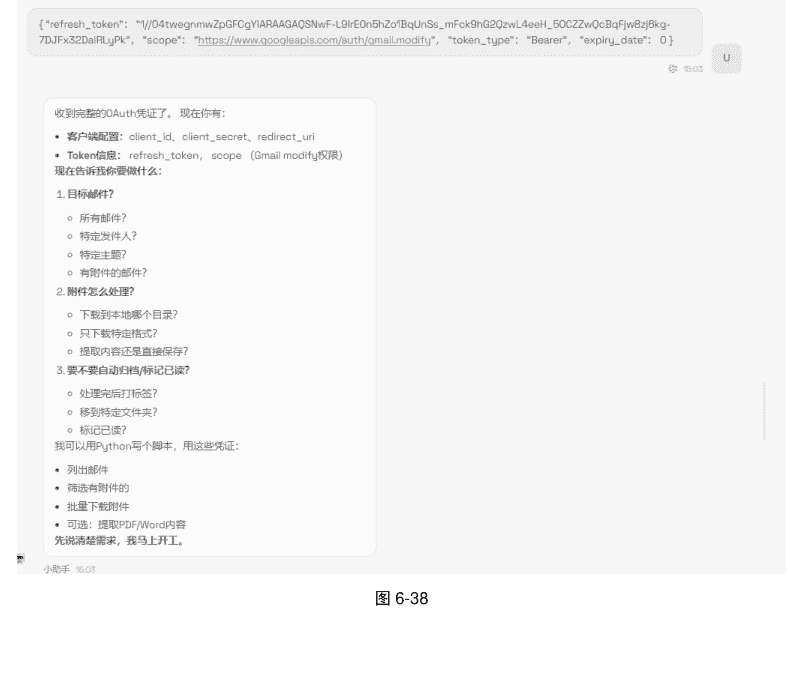 {"refresh_token": "1//04twegnmwZpGFCgYIARAAGAQSNwF-L9IrE0n5hZo1BqUnSs_mFck9hG2QzwL4eeH_5OCZZwQcBqFjw8zj6kg-
7DJFx32DalRLyPk", "scope": "https://www.googleapis.com/auth/gmail.modify", "token_type": "Bearer", "expiry_date": 0 }
U
你 15:03
收到完整的OAuth凭证了。 现在你有：
• 客户端配置：client_id、client_secret、redirect_uri
• Token信息： refresh_token， scope （Gmail modify权限）
现在告诉我你要做什么：
1. 目标邮件？
○ 所有邮件？
○ 特定发件人？
○ 特定主题？
○ 有附件的邮件？
2. 附件怎么处理？
○ 下载到本地哪个目录？
○ 只下载特定格式？
○ 提取内容还是直接保存？
3. 要不要自动归档/标记已读？
○ 处理完后打标签？
○ 移到特定文件夹？
○ 标记已读？
我可以用Python写个脚本，用这些凭证：
• 列出邮件
• 筛选有附件的
• 批量下载附件
• 可选：提取PDF/Word内容
先说清楚需求，我马上开工。
小助手 15:03
图 6-38